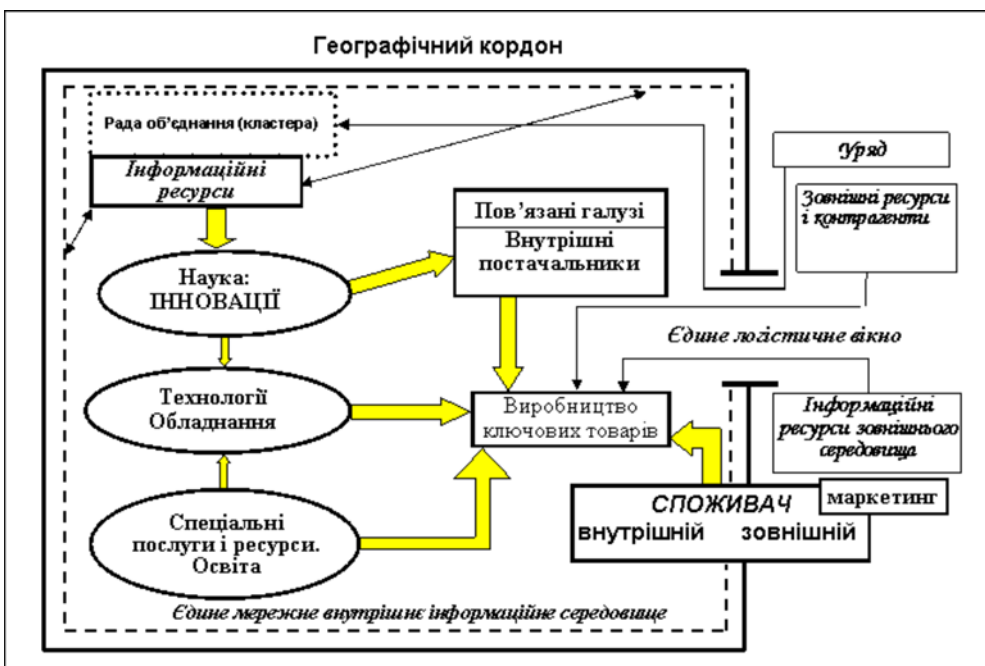 Географічний кордон
Рада об’єднання (кластера)
Інформаційні
ресурси
Уряд
Зовнішні ресурси
і контрагенти
Пов’язані галузі
Внутрішні
постачальники
Наука:
ІННОВАЦІЇ
Єдине логістичне вікно
Технології
Обладнання
Виробництво
ключових товарів
Інформаційні
ресурси зовнішнього
середовища
маркетинг
СПОЖИВАЧ
внутрішній зовнішній
Спеціальні
послуги і ресурси.
Освіта
Єдине мережне внутрішнє інформаційне середовище